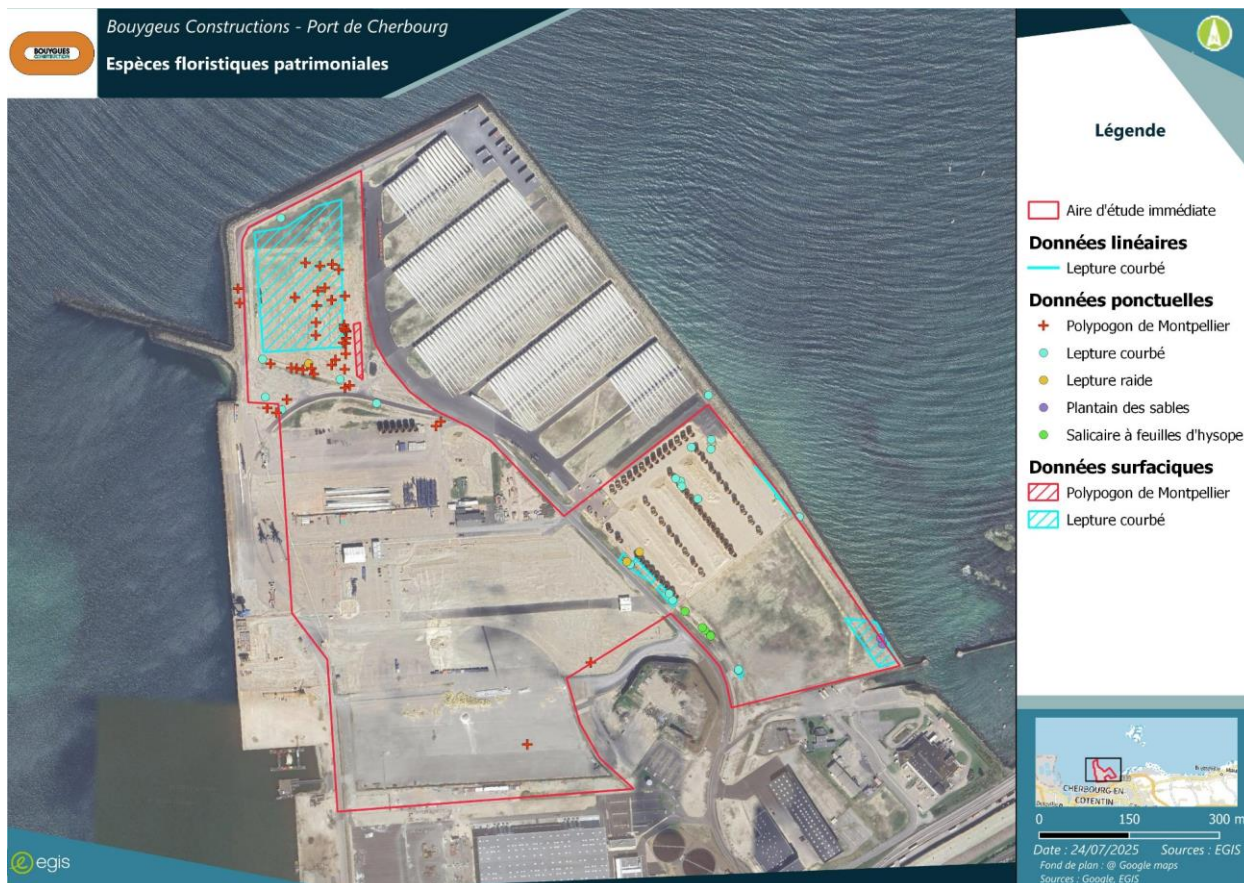 Bouygeus Constructions - Port de Cherbourg
BOUYGUES
CONSTRUCTION
Espèces floristiques patrimoniales
Légende
Aire d'étude immédiate
Données linéaires
Lepture courbé
Données ponctuelles
Polypogon de Montpellier
Lepture courbé
Lepture raide
Plantain des sables
Salicaire à feuilles d'hysope
Données surfaciques
Polypogon de Montpellier
Lepture courbé
CHERBOURG-EN-
COTENTIN
0 150 300 m
Date : 24/07/2025 Sources : EGIS
Fond de plan : @ Google maps
Sources : Google, EGIS
egis